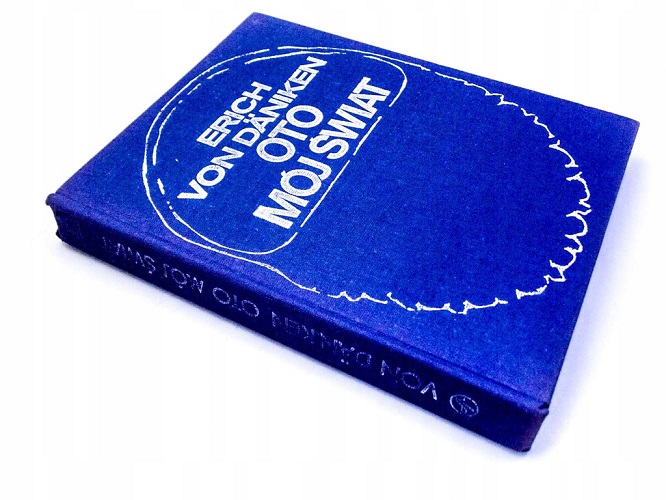 ERICH
VON DÄNIKEN
OTO
MÓJ ŚWIAT
VON DÄNIKEN OTO MÓJ ŚWIAT